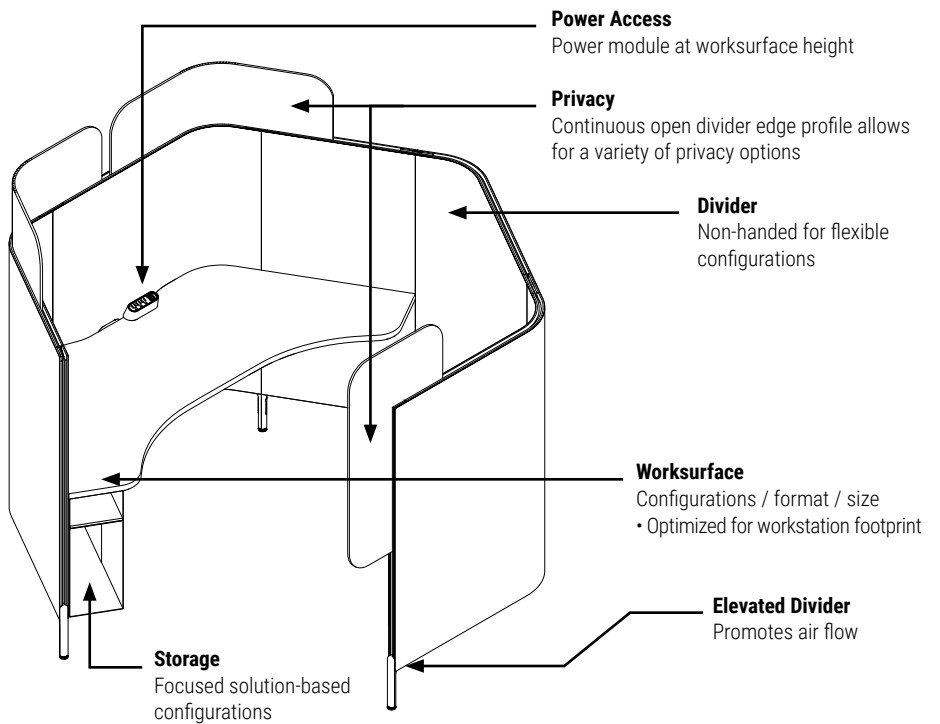 Power Access
Power module at worksurface height
Privacy
Continuous open divider edge profile allows
for a variety of privacy options
Divider
Non-handed for flexible
configurations
Worksurface
Configurations / format / size
• Optimized for workstation footprint
Elevated Divider
Promotes air flow
Storage
Focused solution-based
configurations